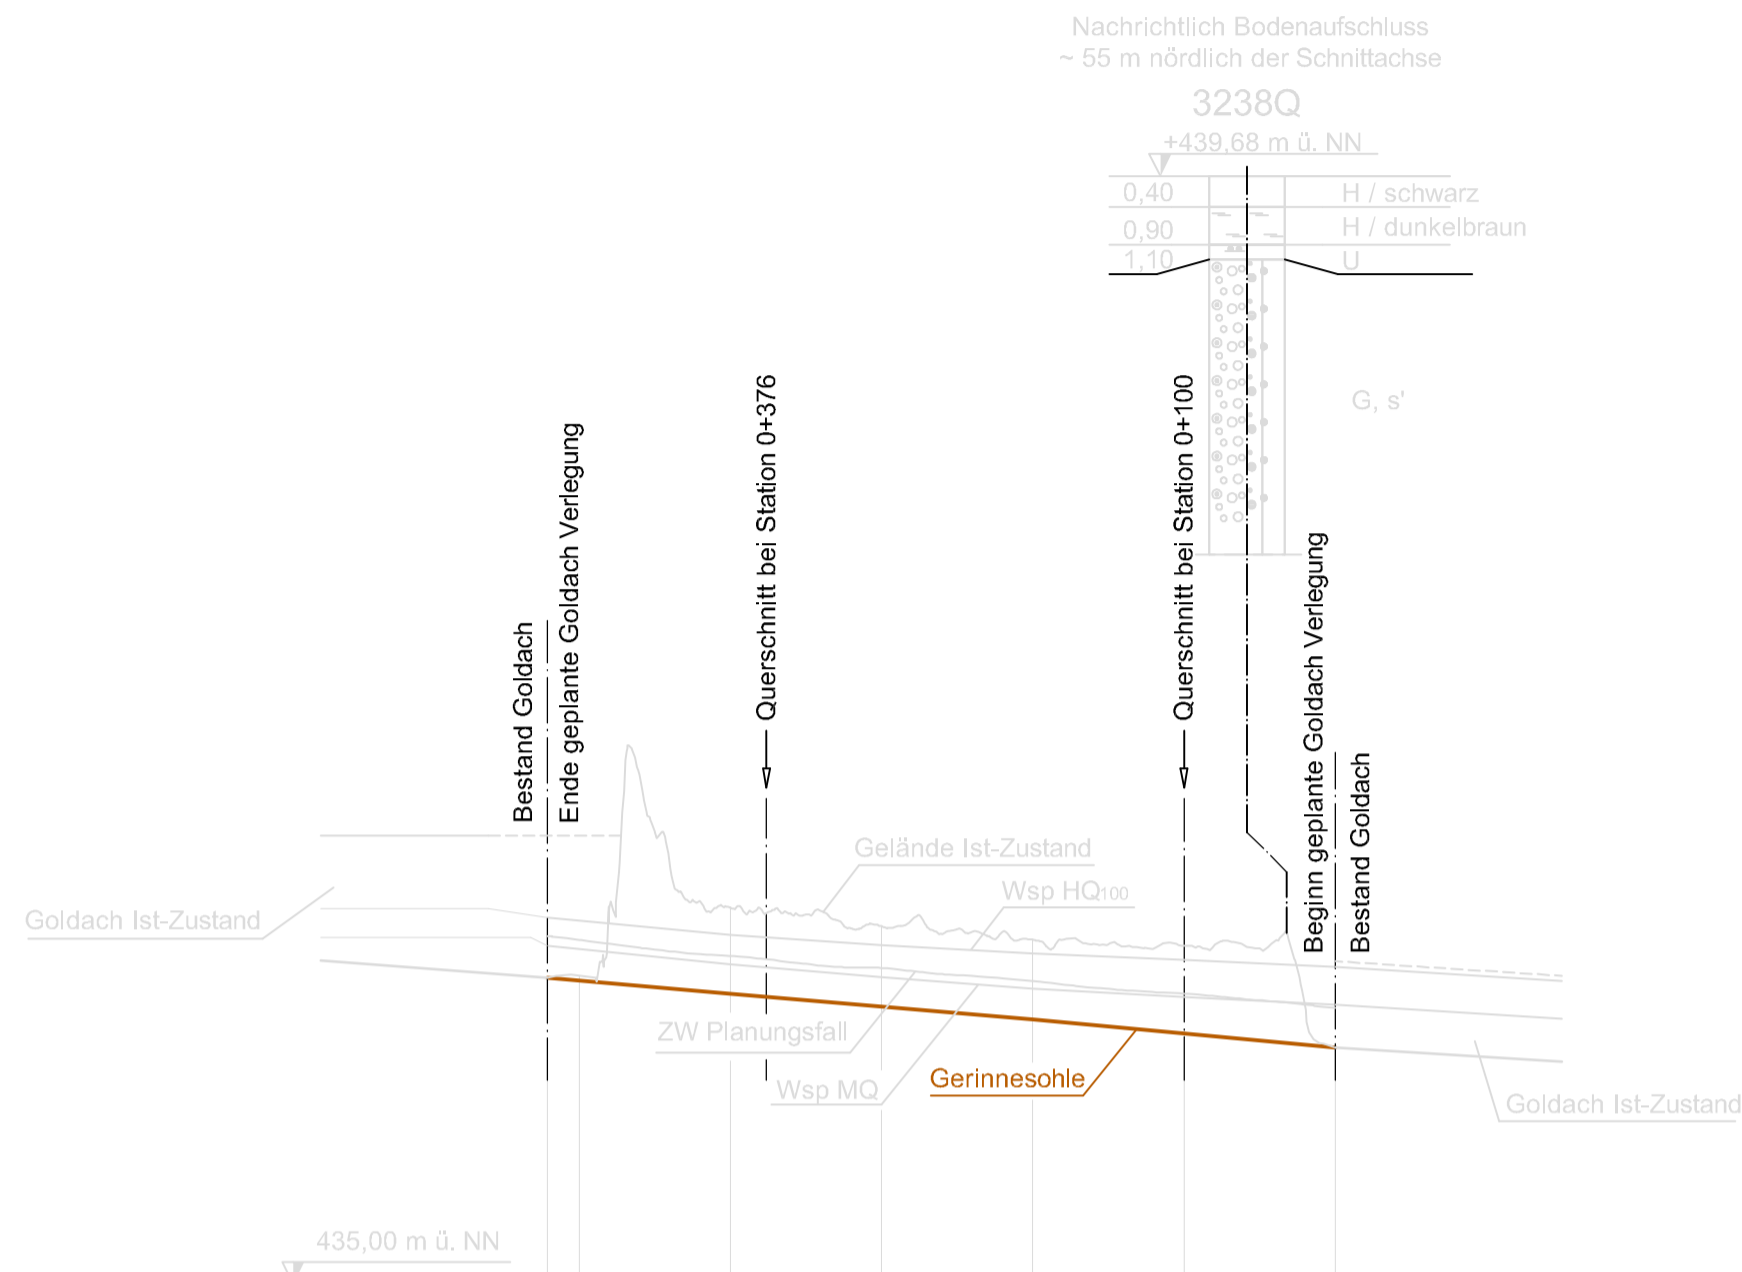 Nachrichtlich Bodenaufschluss
~ 55 m nördlich der Schnittachse
3238Q
+439,68 m ü. NN
0,40 H / schwarz
0,90 H / dunkelbraun
1,10 U
G, s'
Bestand Goldach
Ende geplante Goldach Verlegung
Querschnitt bei Station 0+376
Querschnitt bei Station 0+100
Beginn geplante Goldach Verlegung
Bestand Goldach
Gelände Ist-Zustand
Wsp HQ100
Goldach Ist-Zustand
ZW Planungsfall
Wsp MQ
Gerinnesohle
Goldach Ist-Zustand
435,00 m ü. NN